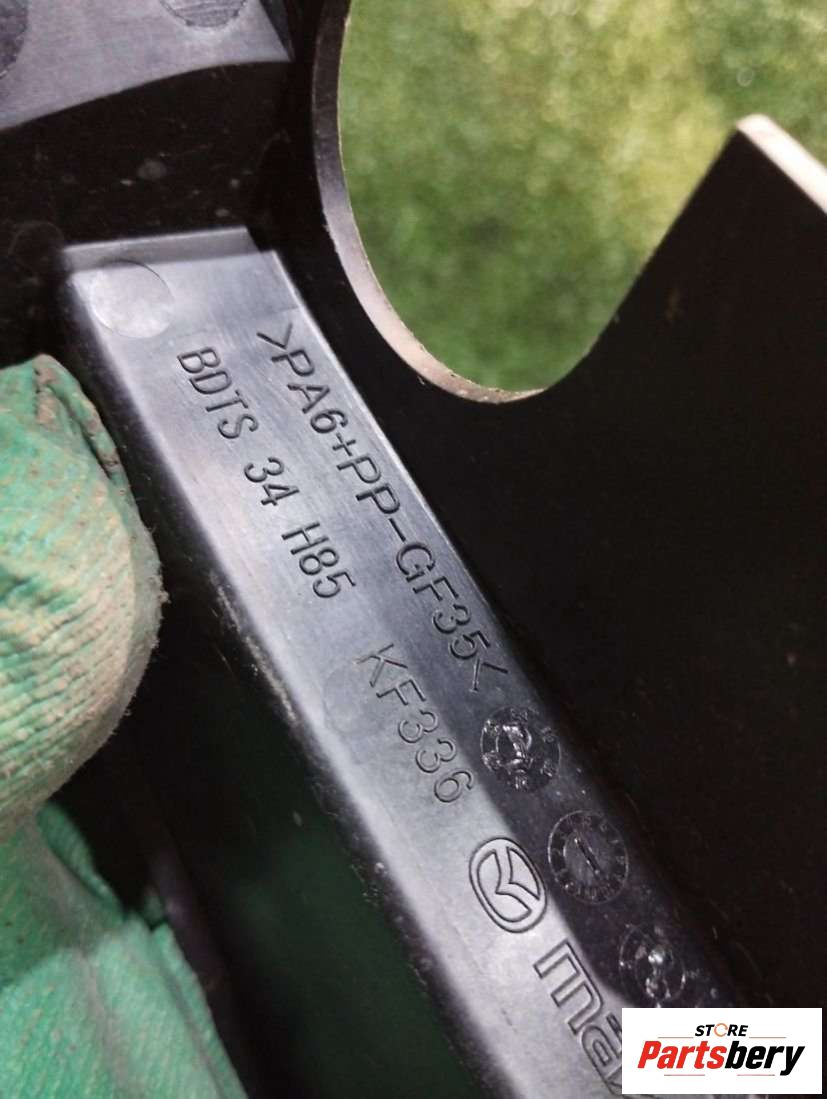 >PA6+PP-GF35<
BDTS 34 H85
KF336
STORE
Partsbery